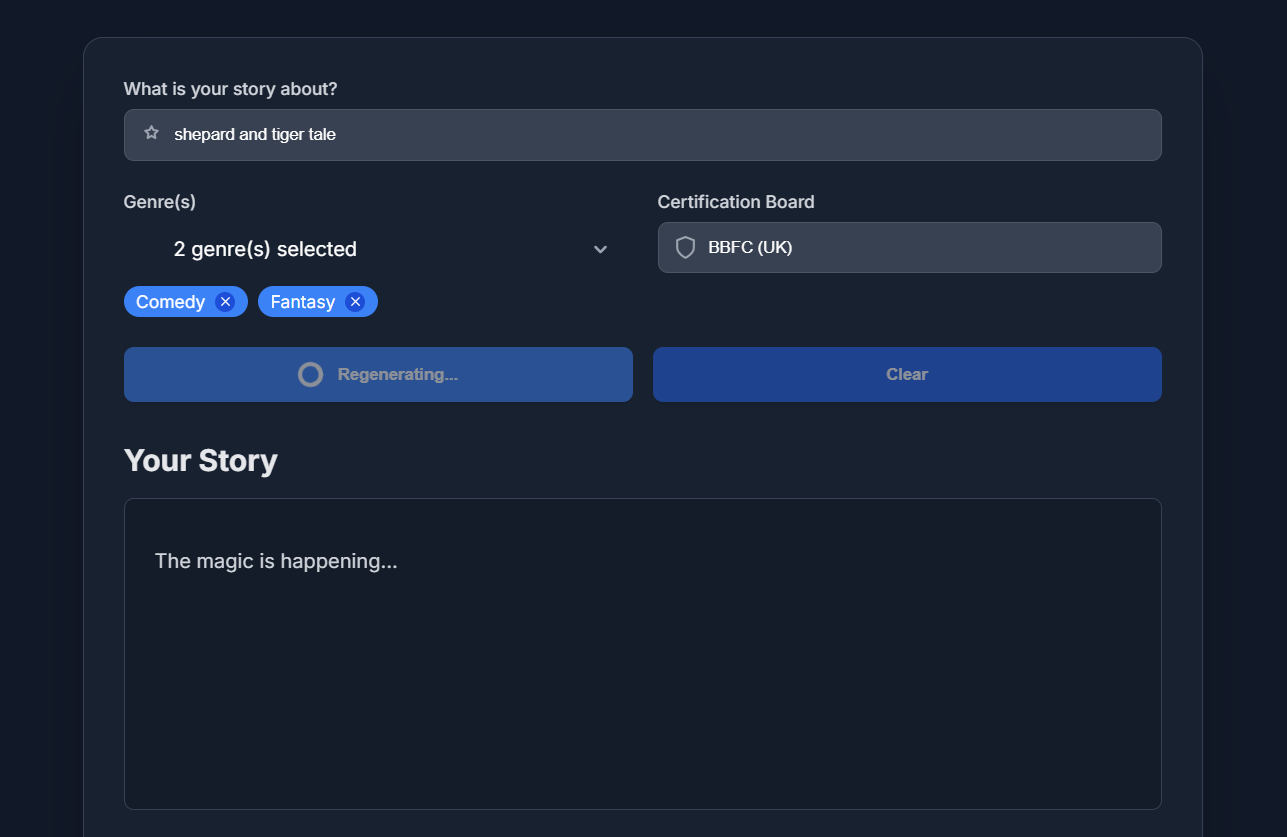 What is your story about?
shepard and tiger tale
Genre(s)
Certification Board
2 genre(s) selected
BBFC (UK)
Comedy
Fantasy
Regenerating...
Clear
Your Story
The magic is happening...